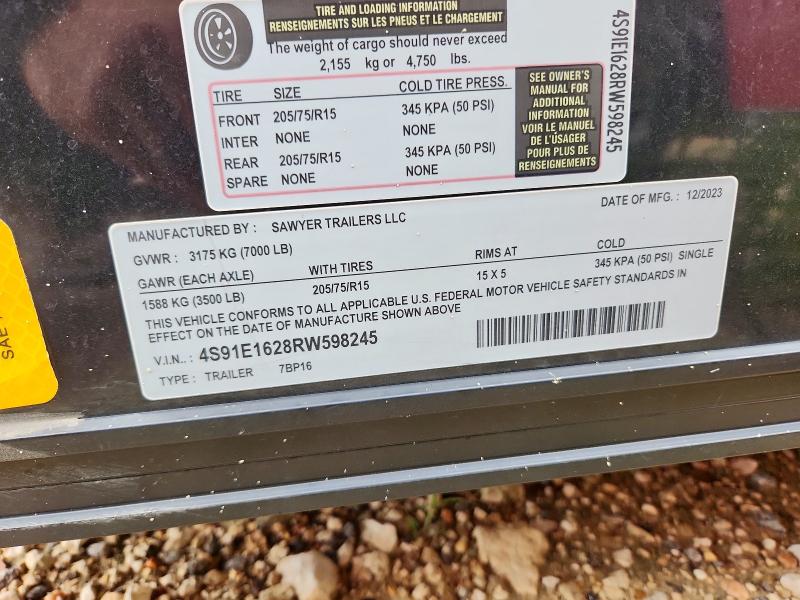 TIRE AND LOADING INFORMATION
RENSEIGNEMENTS SUR LES PNEUS ET LE CHARGEMENT
The weight of cargo should never exceed
2,155 kg or 4,750 lbs.
TIRE SIZE COLD TIRE PRESS.
FRONT 205/75/R15 345 KPA (50 PSI)
INTER NONE NONE
REAR 205/75/R15 345 KPA (50 PSI)
SPARE NONE NONE
SEE OWNER'S
MANUAL FOR
ADDITIONAL
INFORMATION
VOIR LE MANUEL
DE L'ÚSAGER
POUR PLUS DE
RENSEIGNEMENTS
4S91E1628RW598245
MANUFACTURED BY : SAWYER TRAILERS LLC DATE OF MFG. : 12/2023
GVWR : 3175 KG (7000 LB)
GAWR (EACH AXLE) WITH TIRES RIMS AT COLD
1588 KG (3500 LB) 205/75/R15 15 X 5 345 KPA (50 PSI) SINGLE
THIS VEHICLE CONFORMS TO ALL APPLICABLE U.S. FEDERAL MOTOR VEHICLE SAFETY STANDARDS IN
EFFECT ON THE DATE OF MANUFACTURE SHOWN ABOVE
V.I.N.. : 4S91E1628RW598245
TYPE : TRAILER 7BP16
SAE